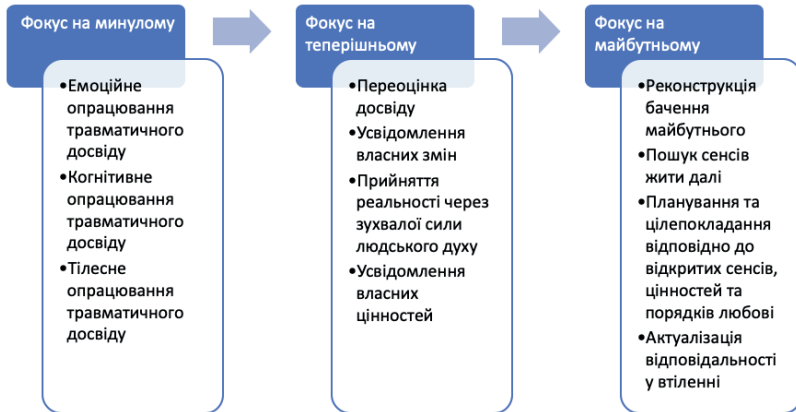 Фокус на минулому
•Емоційне
опрацювання
травматичного
досвіду
•Когнітивне
опрацювання
травматичного
досвіду
•Тілесне
опрацювання
травматичного
досвіду
Фокус на
теперішньому
•Переоцінка
досвіду
•Усвідомлення
власних змін
•Прийняття
реальності через
зухвалої сили
людського духу
•Усвідомлення
власних
цінностей
Фокус на
майбутньому
•Реконструкція
бачення
майбутнього
•Пошук сенсів
жити далі
•Планування та
цілепокладання
відповідно до
відкритих сенсів,
цінностей та
порядків любові
•Актуалізація
відповідальності
у втіленні